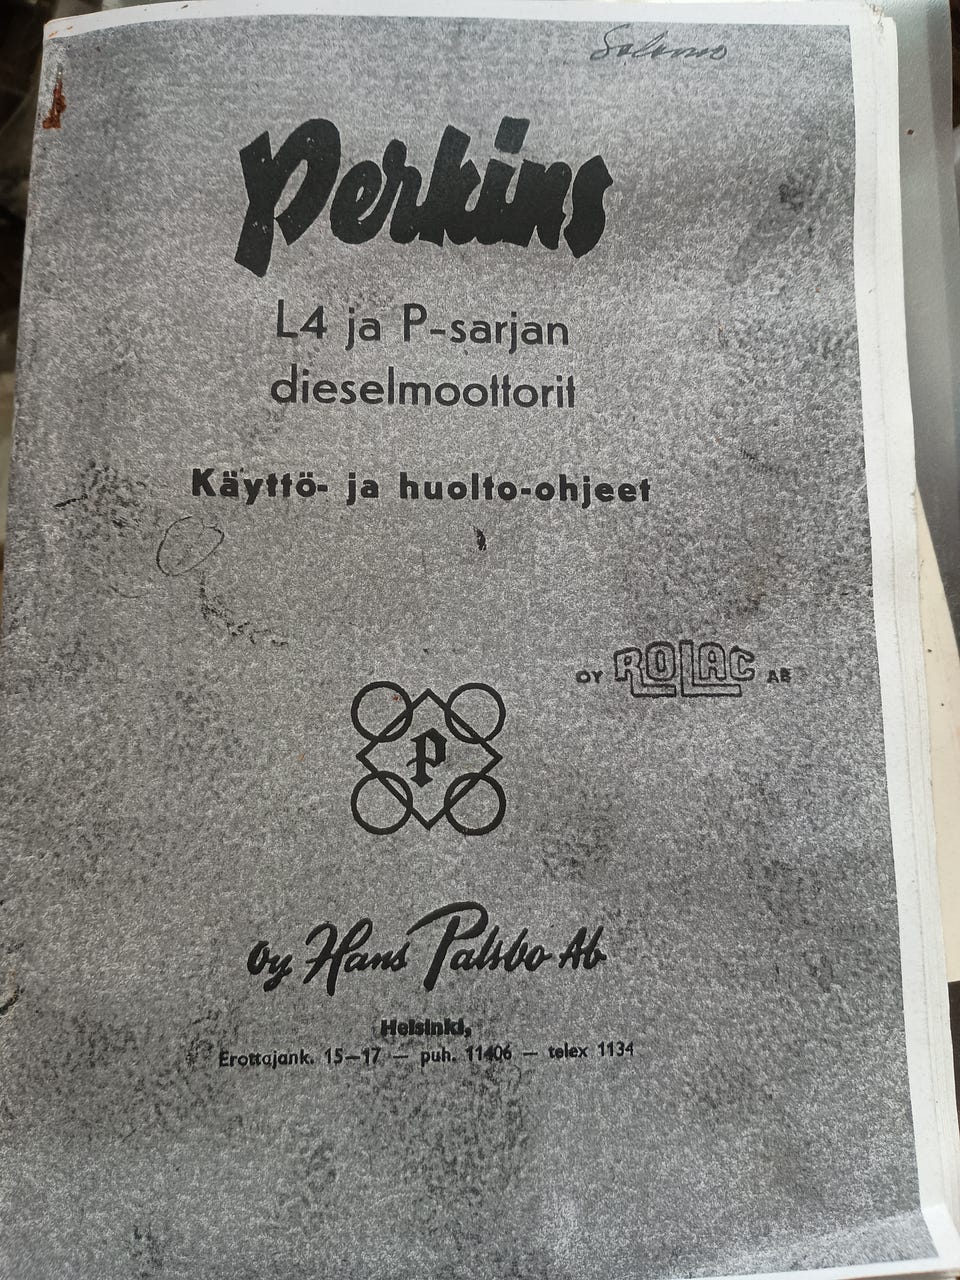 Salomo
Perkins
L4 ja P-sarjan
dieselmoottorit
Käyttö- ja huolto-ohjeet
OY ROLAC AB
P
Oy Hans Palsbo Ab
Helsinki,
Erottajank. 15-17 — puh. 11406 — telex 1134